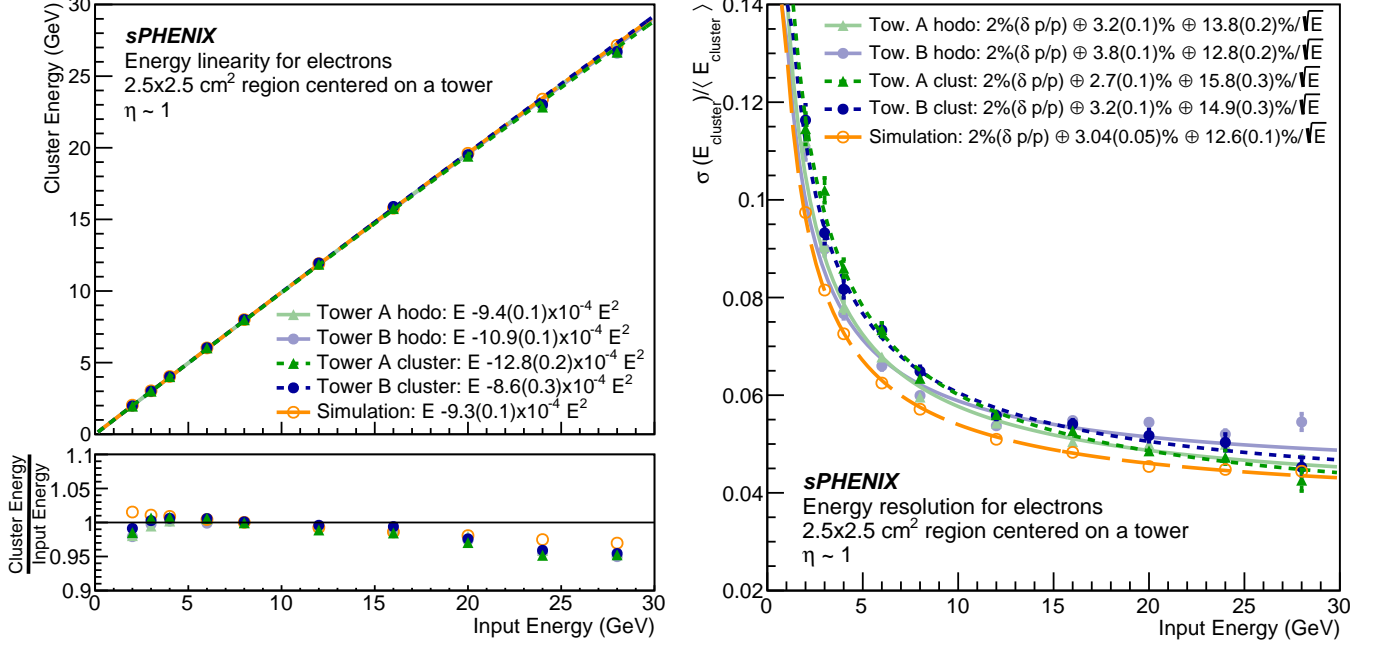 Cluster Energy (GeV)
30
25
20
15
10
5
0
sPHENIX
Energy linearity for electrons
2.5x2.5 cm² region centered on a tower
η ~ 1
Tower A hodo: E -9.4(0.1)x10⁻⁴ E²
Tower B hodo: E -10.9(0.1)x10⁻⁴ E²
Tower A cluster: E -12.8(0.2)x10⁻⁴ E²
Tower B cluster: E -8.6(0.3)x10⁻⁴ E²
Simulation: E -9.3(0.1)x10⁻⁴ E²
Cluster Energy
Input Energy
1.1
1.05
1
0.95
0.9
0 5 10 15 20 25 30
Input Energy (GeV)
σ (E_cluster)/⟨ E_cluster ⟩
0.14
0.12
0.1
0.08
0.06
0.04
0.02
Tow. A hodo: 2%(δ p/p) ⊕ 3.2(0.1)% ⊕ 13.8(0.2)%/√E
Tow. B hodo: 2%(δ p/p) ⊕ 3.8(0.1)% ⊕ 12.8(0.2)%/√E
Tow. A clust: 2%(δ p/p) ⊕ 2.7(0.1)% ⊕ 15.8(0.3)%/√E
Tow. B clust: 2%(δ p/p) ⊕ 3.2(0.1)% ⊕ 14.9(0.3)%/√E
Simulation: 2%(δ p/p) ⊕ 3.04(0.05)% ⊕ 12.6(0.1)%/√E
sPHENIX
Energy resolution for electrons
2.5x2.5 cm² region centered on a tower
η ~ 1
0 5 10 15 20 25 30
Input Energy (GeV)